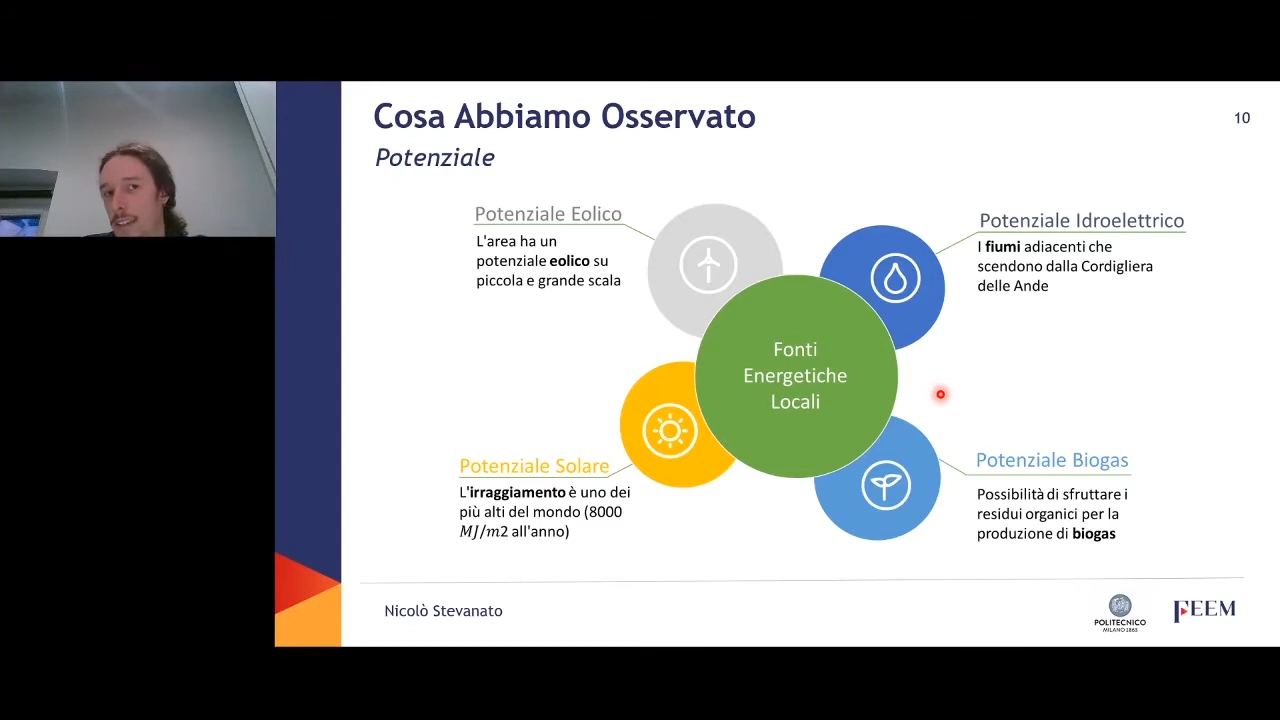 Cosa Abbiamo Osservato
10
Potenziale
Potenziale Eolico
L'area ha un
potenziale eolico su
piccola e grande scala
Potenziale Idroelettrico
I fiumi adiacenti che
scendono dalla Cordigliera
delle Ande
Fonti
Energetiche
Locali
Potenziale Solare
L'irraggiamento è uno dei
più alti del mondo (8000
MJ/m2 all'anno)
Potenziale Biogas
Possibilità di sfruttare i
residui organici per la
produzione di biogas
Nicolò Stevanato
POLITECNICO
MILANO 1863
FEEM